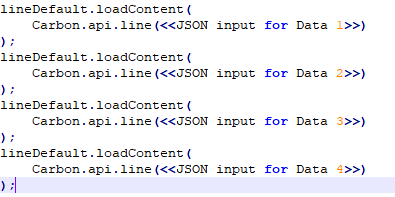 lineDefault.loadContent(
    Carbon.api.line(<<JSON input for Data 1>>)
);
lineDefault.loadContent(
    Carbon.api.line(<<JSON input for Data 2>>)
);
lineDefault.loadContent(
    Carbon.api.line(<<JSON input for Data 3>>)
);
lineDefault.loadContent(
    Carbon.api.line(<<JSON input for Data 4>>)
);